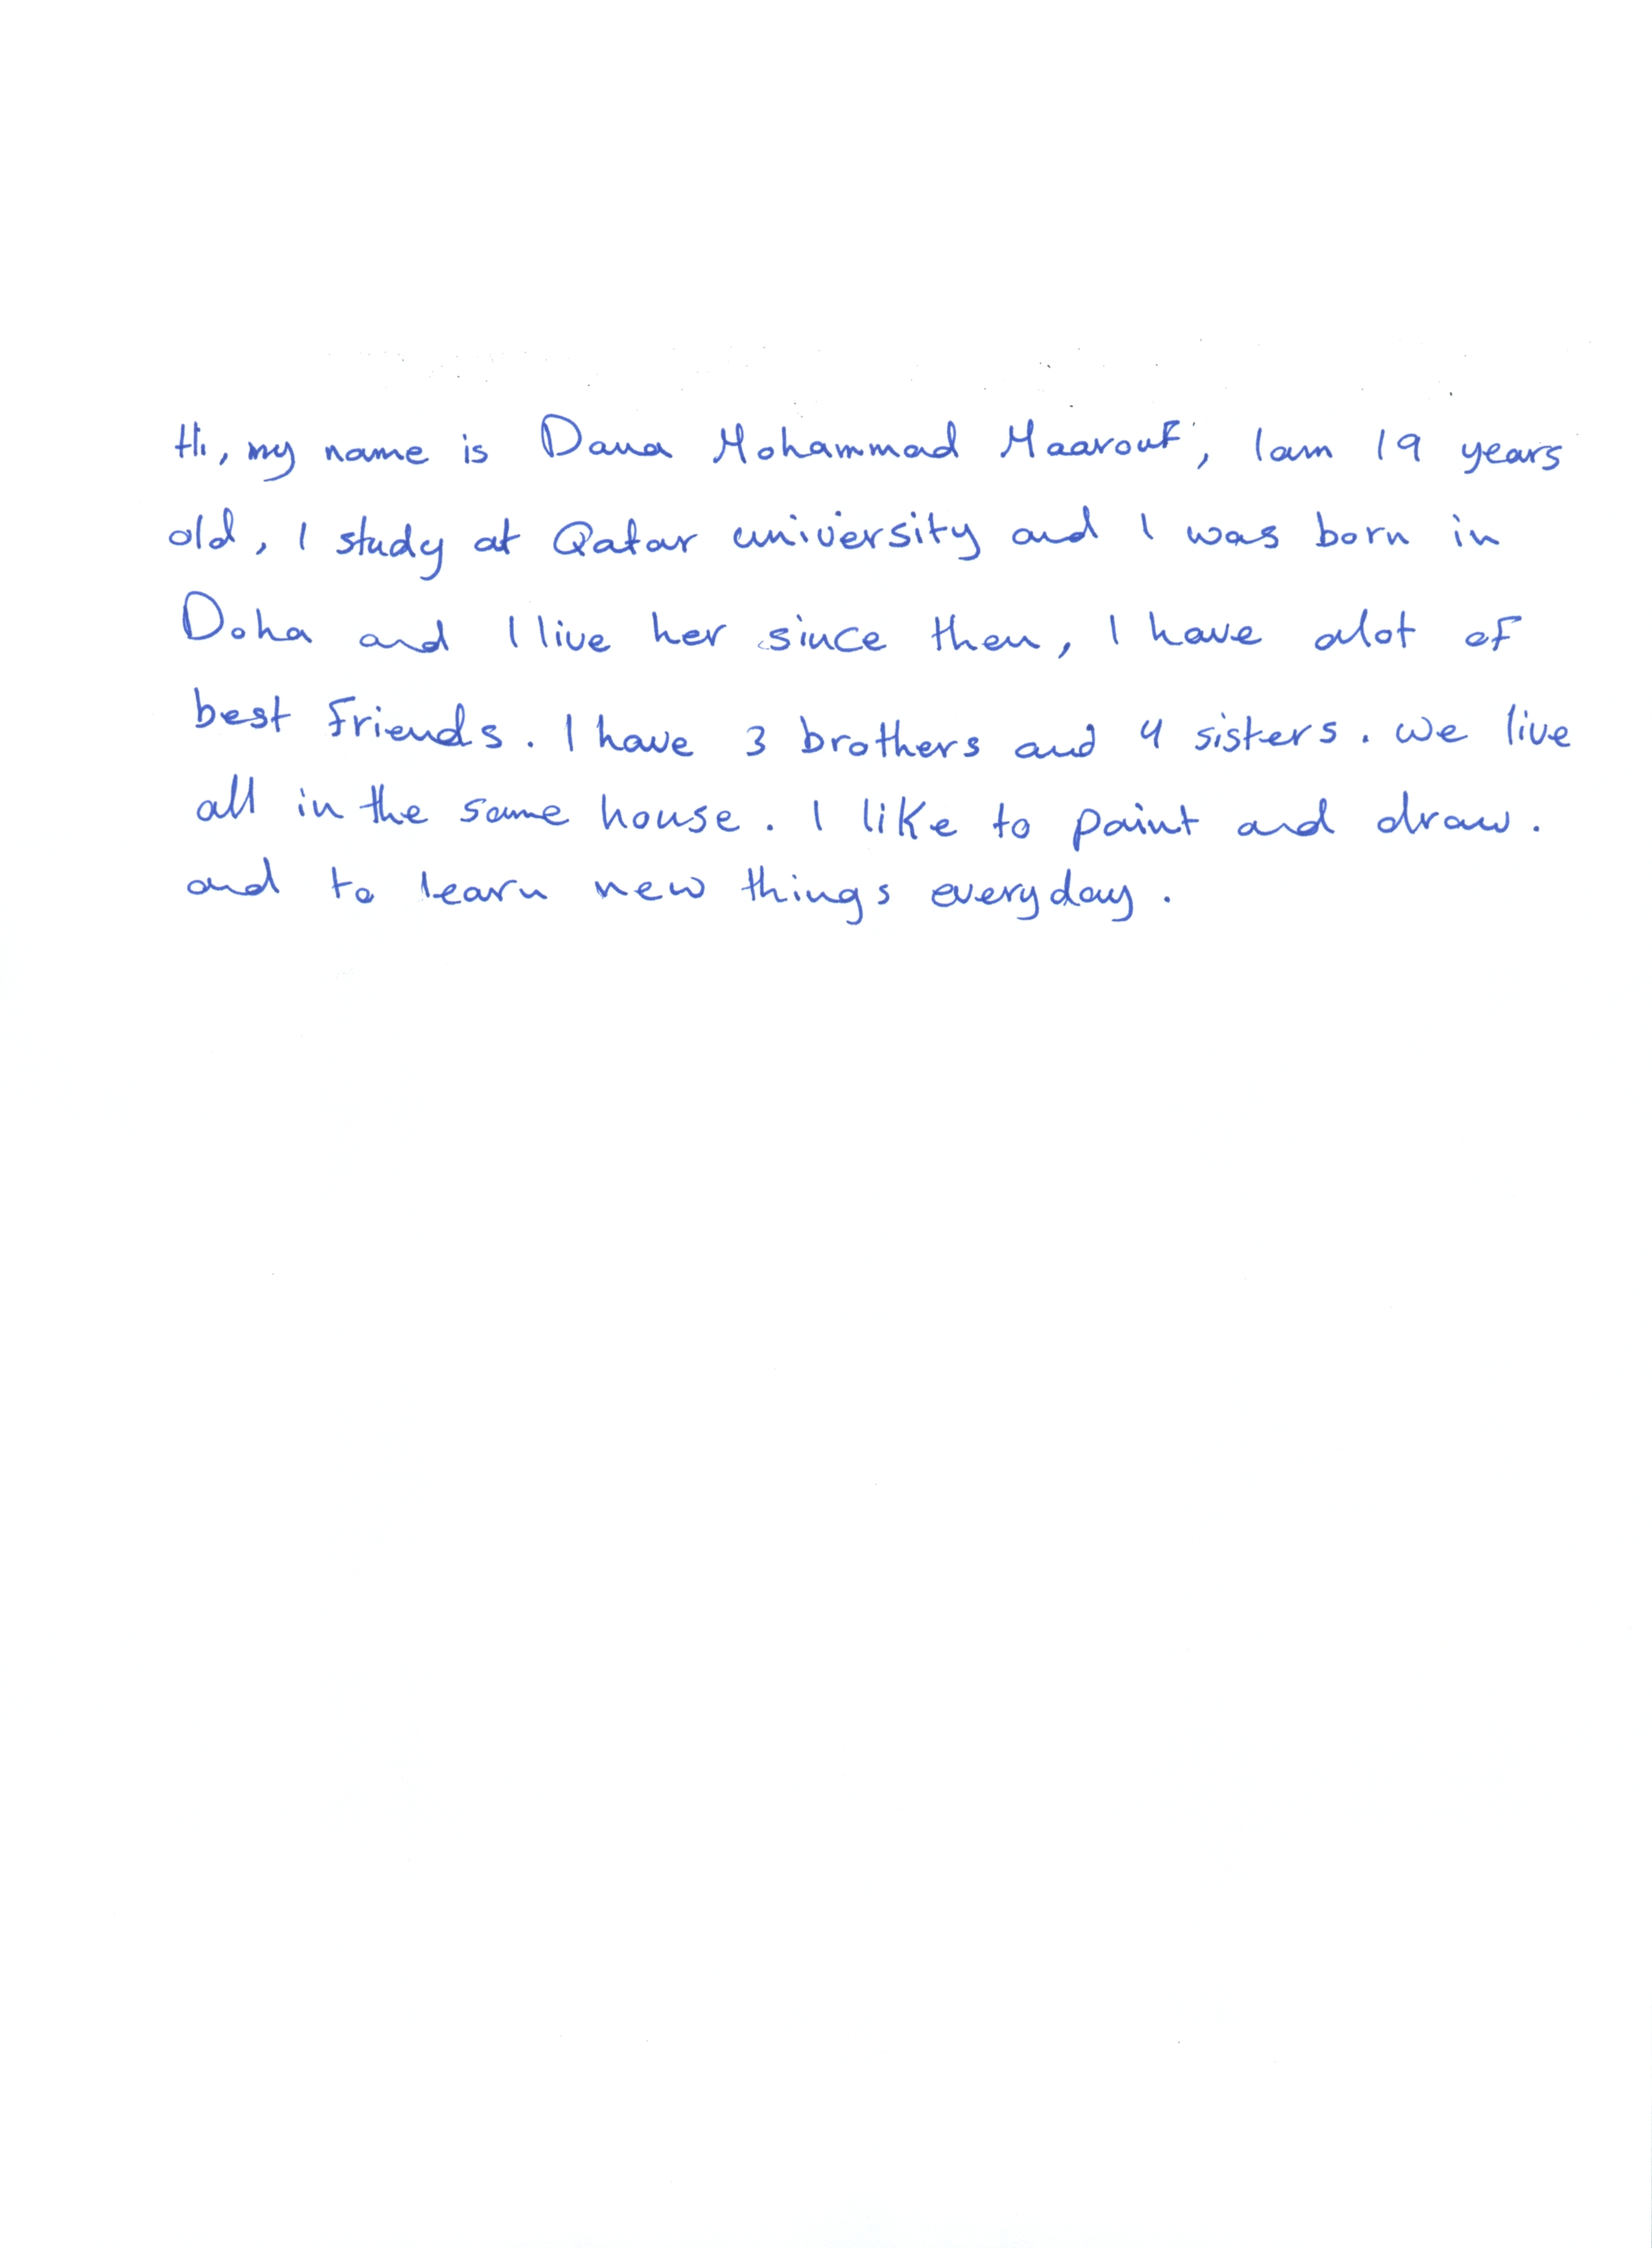 Hi, my name is Dana Mohammad Maarouf, I am 19 years
old, I study at Qatar university and I was born in
Doha and I live her since then, I have alot of
best friends. I have 3 brothers and 4 sisters. we live
all in the same house. I like to paint and draw.
and to learn new things everyday.